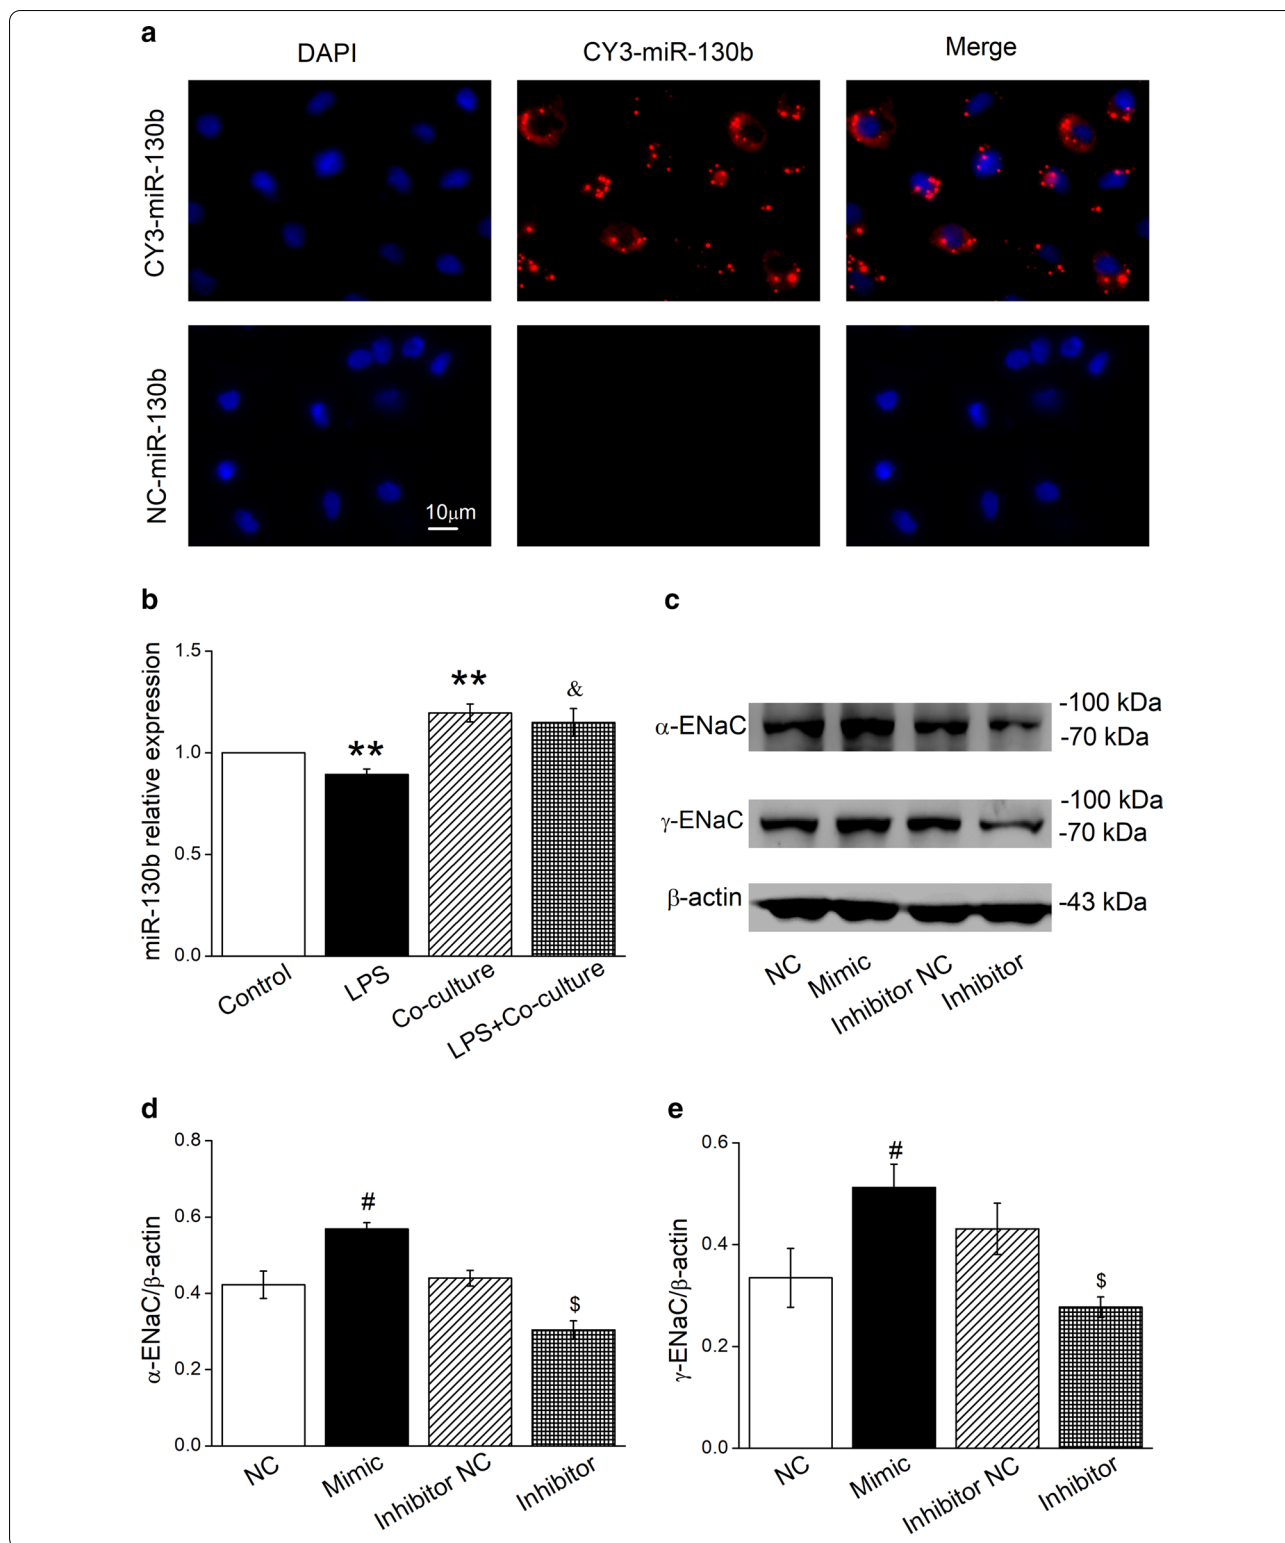 a
DAPI
CY3-miR-130b
Merge
CY3-miR-130b
NC-miR-130b
10µm
b
miR-130b relative expression
1.5
1.0
0.5
0.0
**
**
&
Control
LPS
Co-culture
LPS+Co-culture
c
α-ENaC
-100 kDa
-70 kDa
γ-ENaC
-100 kDa
-70 kDa
β-actin
-43 kDa
NC
Mimic
Inhibitor NC
Inhibitor
d
α-ENaC/β-actin
0.8
0.6
0.4
0.2
0.0
#
$
NC
Mimic
Inhibitor NC
Inhibitor
e
γ-ENaC/β-actin
0.6
0.4
0.2
0.0
#
$
NC
Mimic
Inhibitor NC
Inhibitor